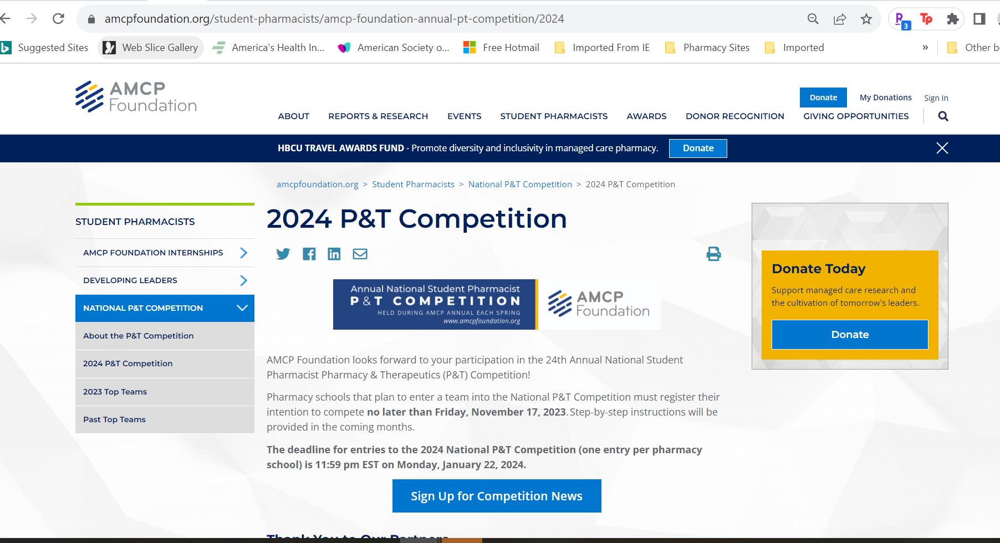 amcpfoundation.org/student-pharmacists/amcp-foundation-annual-pt-competition/2024
3
Tp
Suggested Sites
Web Slice Gallery
America's Health In...
American Society o...
Free Hotmail
Imported From IE
Pharmacy Sites
Imported
»
Other b
AMCP
Foundation
Donate
My Donations
Sign In
ABOUT
REPORTS & RESEARCH
EVENTS
STUDENT PHARMACISTS
AWARDS
DONOR RECOGNITION
GIVING OPPORTUNITIES
HBCU TRAVEL AWARDS FUND - Promote diversity and inclusivity in managed care pharmacy.
Donate
amcpfoundation.org > Student Pharmacists > National P&T Competition > 2024 P&T Competition
STUDENT PHARMACISTS
AMCP FOUNDATION INTERNSHIPS
DEVELOPING LEADERS
NATIONAL P&T COMPETITION
About the P&T Competition
2024 P&T Competition
2023 Top Teams
Past Top Teams
2024 P&T Competition
Annual National Student Pharmacist
P & T COMPETITION
HELD DURING AMCP ANNUAL EACH SPRING
www.amcpfoundation.org
AMCP
Foundation
AMCP Foundation looks forward to your participation in the 24th Annual National Student
Pharmacist Pharmacy & Therapeutics (P&T) Competition!
Pharmacy schools that plan to enter a team into the National P&T Competition must register their
intention to compete no later than Friday, November 17, 2023. Step-by-step instructions will be
provided in the coming months.
The deadline for entries to the 2024 National P&T Competition (one entry per pharmacy
school) is 11:59 pm EST on Monday, January 22, 2024.
Sign Up for Competition News
Thank You to Our Partners
Donate Today
Support managed care research and
the cultivation of tomorrow's leaders.
Donate